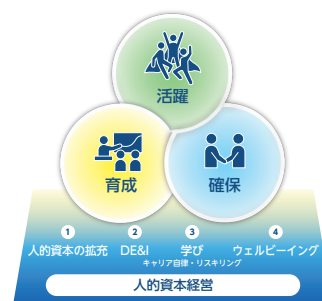 活躍
育成
確保
1 2 3 4
人的資本の拡充 DE&I 学び ウェルビーイング
キャリア自律・リスキリング
人的資本経営